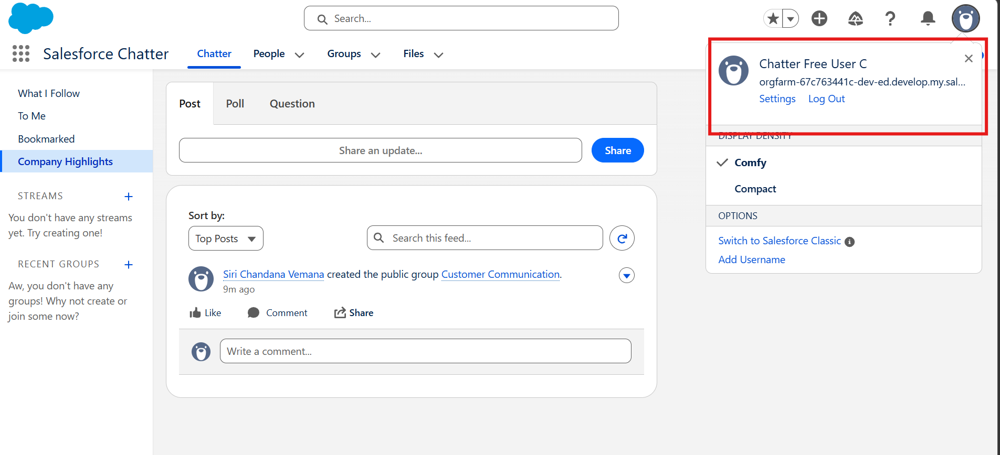 Search...
Salesforce Chatter
Chatter
People
Groups
Files
What I Follow
To Me
Bookmarked
Company Highlights
STREAMS
You don't have any streams
yet. Try creating one!
RECENT GROUPS
Aw, you don't have any
groups! Why not create or
join some now?
Post
Poll
Question
Share an update...
Share
Sort by:
Top Posts
Search this feed...
Siri Chandana Vemana created the public group Customer Communication.
9m ago
Like
Comment
Share
Write a comment...
Chatter Free User C
orgfarm-67c763441c-dev-ed.develop.my.sal...
Settings
Log Out
DISPLAY DENSITY
Comfy
Compact
OPTIONS
Switch to Salesforce Classic
Add Username